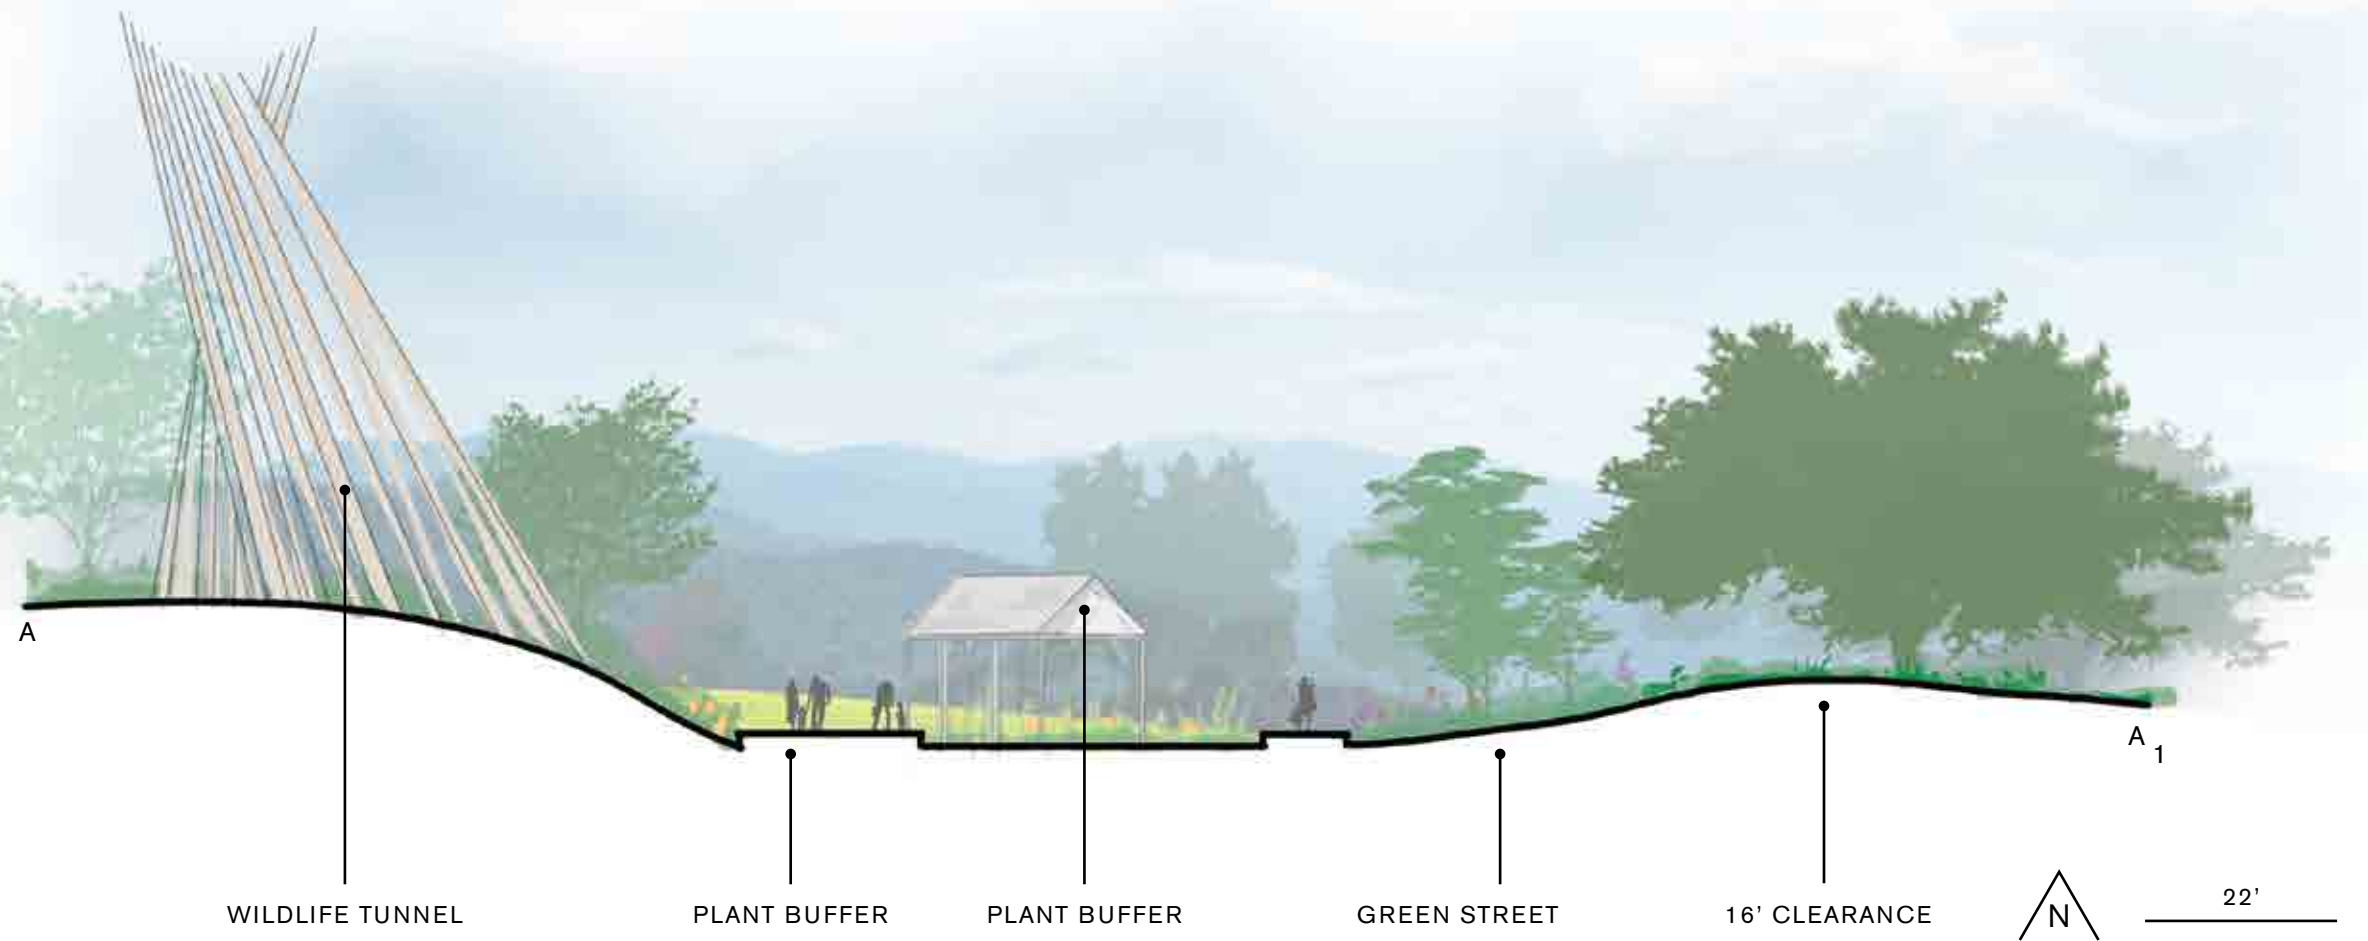 A
A 1
WILDLIFE TUNNEL
PLANT BUFFER
PLANT BUFFER
GREEN STREET
16’ CLEARANCE
N
22’